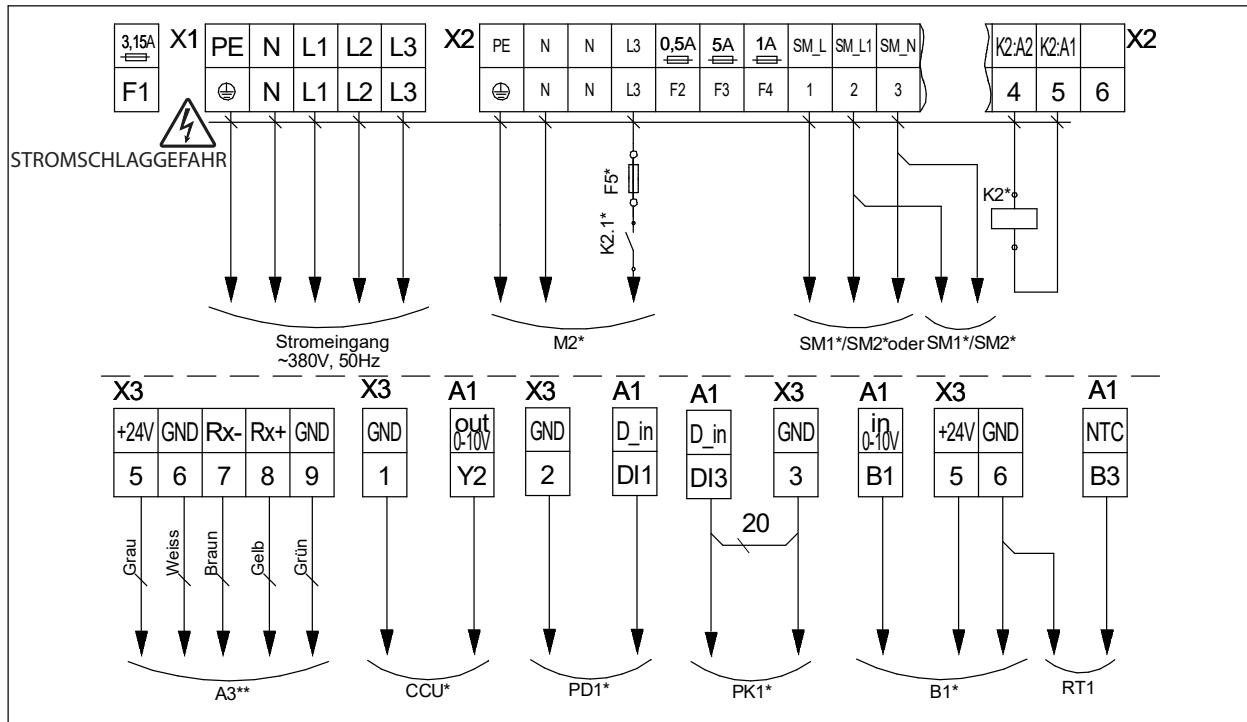 3,15A X1 PE N L1 L2 L3 X2 PE N N L3 0,5A 5A 1A SM_L SM_L1 SM_N K2:A2 K2:A1 X2
F1 N L1 L2 L3 N N L3 F2 F3 F4 1 2 3 4 5 6
STROMSCHLAGGEFAHR
F5*
K2.1*
K2*
Stromeingang
~380V, 50Hz
M2*
SM1*/SM2*oder SM1*/SM2*
X3 X3 A1 X3 A1 A1 X3 A1 X3 A1
+24V GND Rx- Rx+ GND GND out 0-10V GND D_in D_in GND in 0-10V +24V GND NTC
5 6 7 8 9 1 Y2 2 DI1 DI3 3 B1 5 6 B3
20
Grau Weiss Braun Gelb Grün
A3** CCU* PD1* PK1* B1* RT1